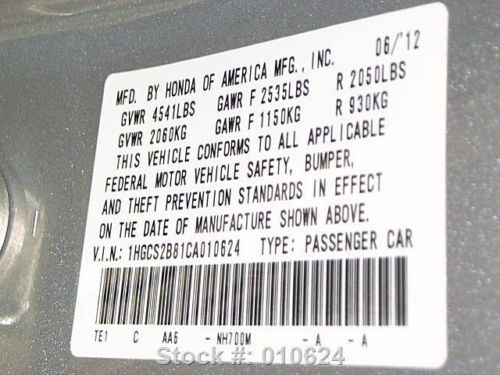 MFD. BY HONDA OF AMERICA MFG., INC. 06/'12
GVWR 4541LBS GAWR F 2535LBS R 2050LBS
GVWR 2060KG GAWR F 1150KG R 930KG
THIS VEHICLE CONFORMS TO ALL APPLICABLE
FEDERAL MOTOR VEHICLE SAFETY, BUMPER,
AND THEFT PREVENTION STANDARDS IN EFFECT
ON THE DATE OF MANUFACTURE SHOWN ABOVE.
V.I.N.: 1HGCS2B81CA010624 TYPE: PASSENGER CAR
TE1 C AA6 - NH700M - A - A
Stock #: 010624